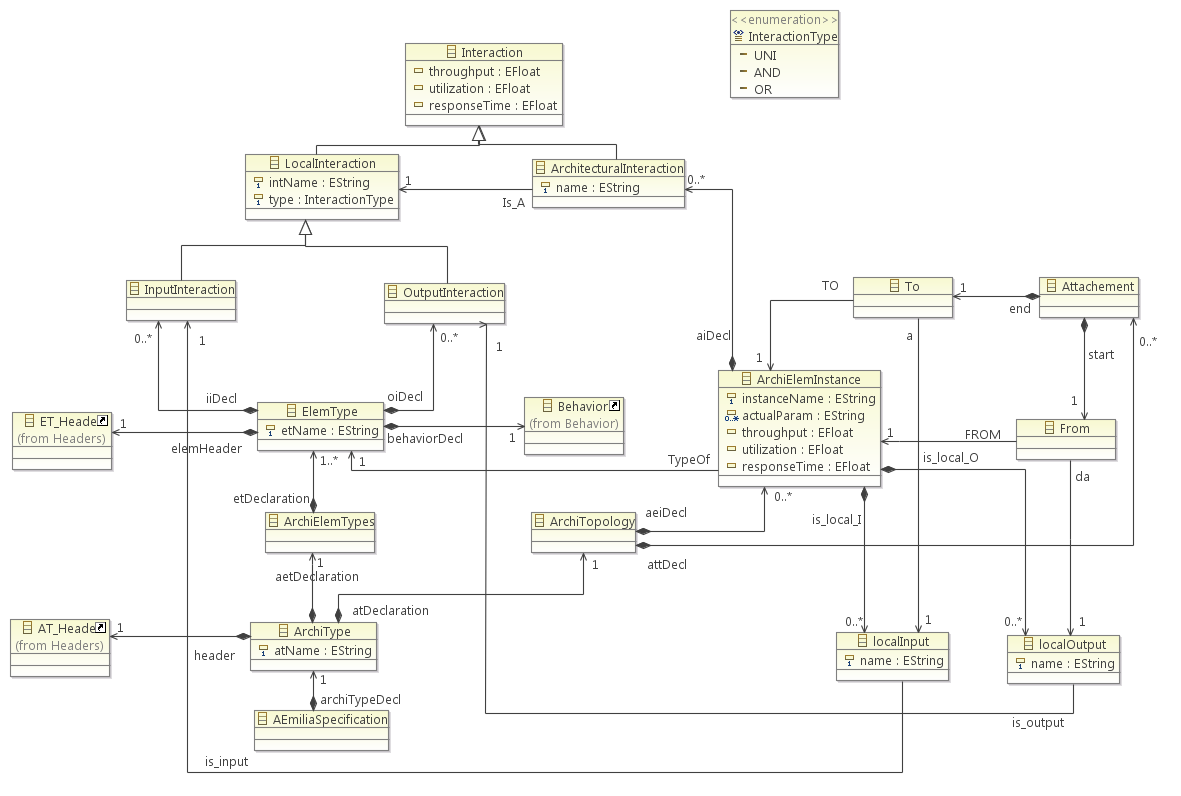 <<enumeration>>
InteractionType
UNI
AND
OR
Interaction
throughput : EFloat
utilization : EFloat
responseTime : EFloat
LocalInteraction
intName : EString
type : InteractionType
1
Is_A
ArchitecturalInteraction
name : EString
0..*
InputInteraction
0..*
1
OutputInteraction
0..*
1
TO
To
1
end
Attachement
a
start
0..*
aiDecl
1
1
ArchiElemInstance
instanceName : EString
actualParam : EString
throughput : EFloat
utilization : EFloat
responseTime : EFloat
iiDecl
oiDecl
ET_Heade
(from Headers)
1
elemHeader
ElemType
etName : EString
behaviorDecl
Behavior
(from Behavior)
1
1
FROM
From
1..*
1
TypeOf
is_local_O
da
etDeclaration
0..*
ArchiElemTypes
ArchiTopology
aeiDecl
is_local_I
attDecl
1
aetDeclaration
1
atDeclaration
AT_Heade
(from Headers)
1
header
ArchiType
atName : EString
0..*
1
localInput
name : EString
0..*
1
localOutput
name : EString
1
archiTypeDecl
AEmiliaSpecification
is_output
is_input